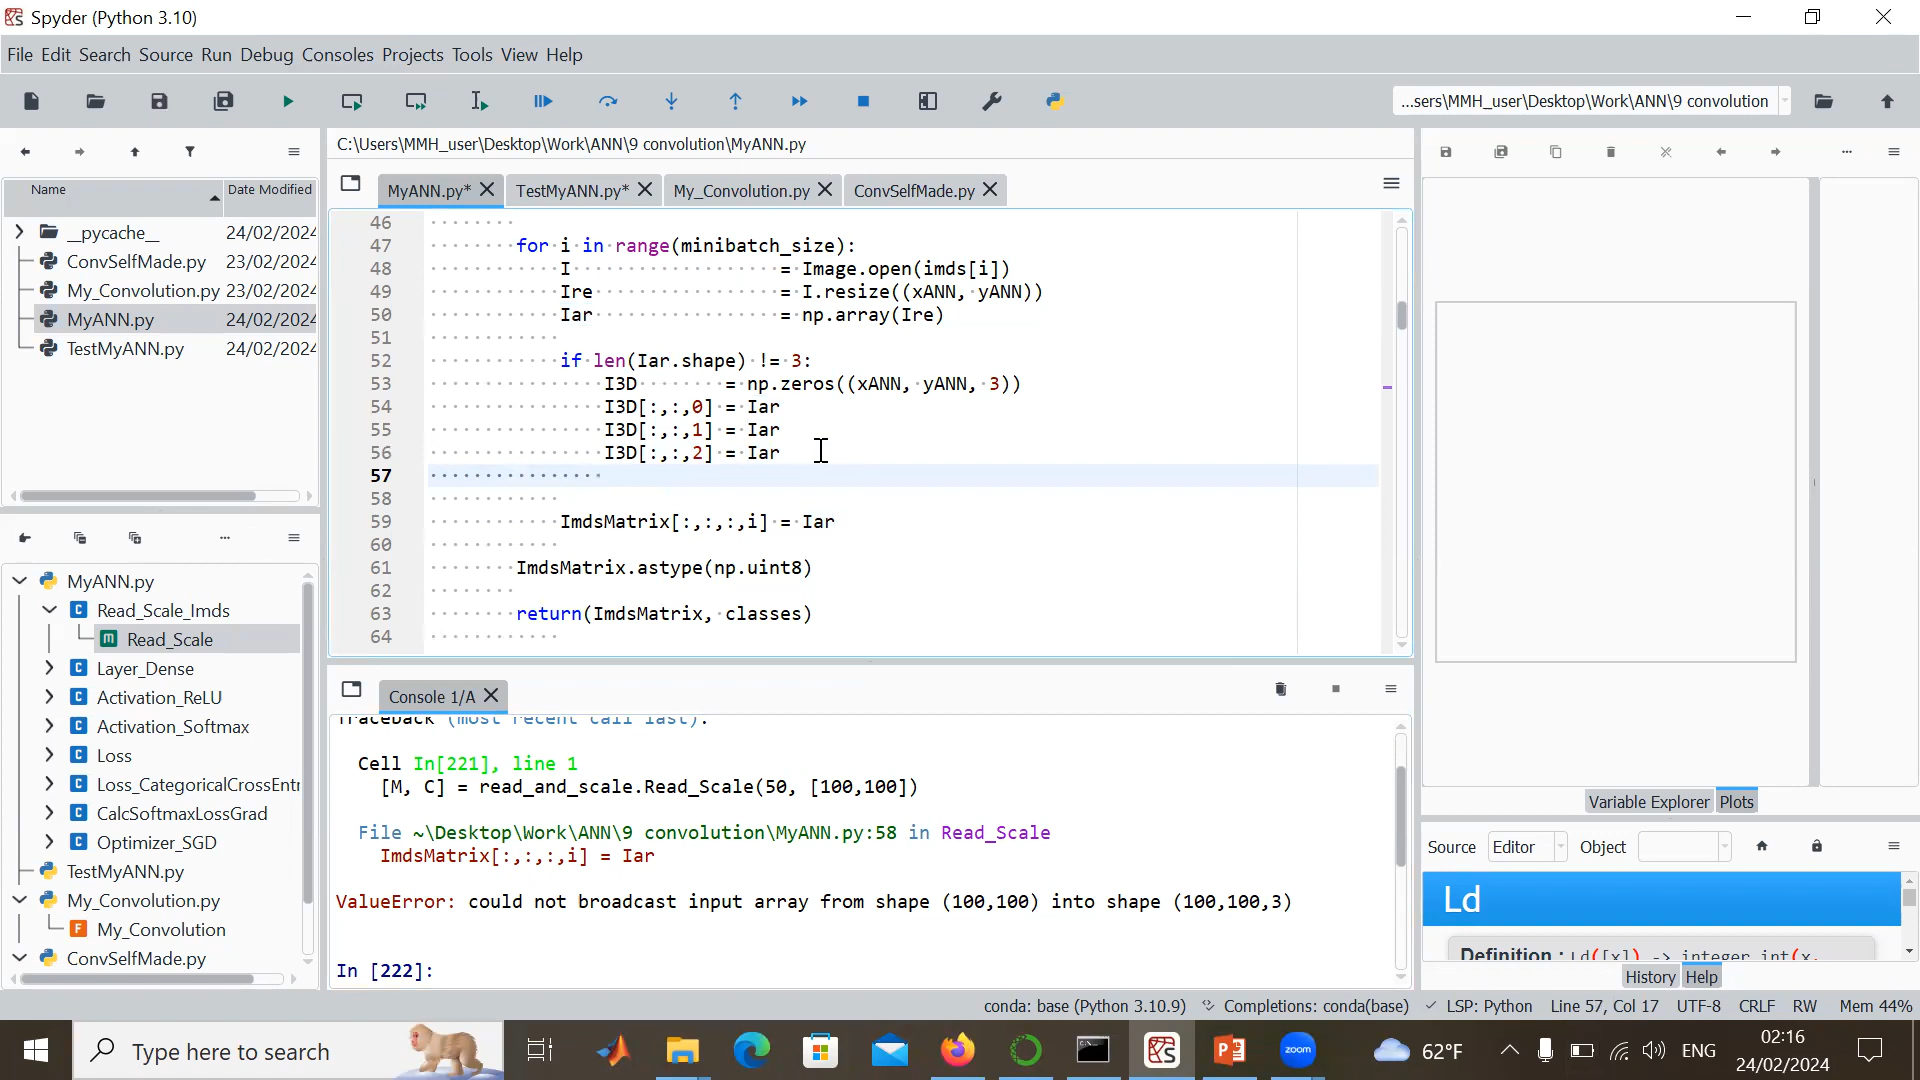 Spyder (Python 3.10)
File Edit Search Source Run Debug Consoles Projects Tools View Help
...sers\MMH_user\Desktop\Work\ANN\9 convolution
C:\Users\MMH_user\Desktop\Work\ANN\9 convolution\MyANN.py
Name Date Modified
__pycache__ 24/02/2024
ConvSelfMade.py 23/02/2024
My_Convolution.py 23/02/2024
MyANN.py 24/02/2024
TestMyANN.py 24/02/2024
MyANN.py* TestMyANN.py* My_Convolution.py ConvSelfMade.py
46
47 for i in range(minibatch_size):
48 I = Image.open(imds[i])
49 Ire = I.resize((xANN, yANN))
50 Iar = np.array(Ire)
51
52 if len(Iar.shape) != 3:
53 I3D = np.zeros((xANN, yANN, 3))
54 I3D[:,:,0] = Iar
55 I3D[:,:,1] = Iar
56 I3D[:,:,2] = Iar
57
58
59 ImdsMatrix[:,:,:,i] = Iar
60
61 ImdsMatrix.astype(np.uint8)
62
63 return(ImdsMatrix, classes)
64
MyANN.py
Read_Scale_Imds
Read_Scale
Layer_Dense
Activation_ReLU
Activation_Softmax
Loss
Loss_CategoricalCrossEntr
CalcSoftmaxLossGrad
Optimizer_SGD
TestMyANN.py
My_Convolution.py
My_Convolution
ConvSelfMade.py
Console 1/A
Traceback (most recent call last):
Cell In[221], line 1
[M, C] = read_and_scale.Read_Scale(50, [100,100])
File ~\Desktop\Work\ANN\9 convolution\MyANN.py:58 in Read_Scale
ImdsMatrix[:,:,:,i] = Iar
ValueError: could not broadcast input array from shape (100,100) into shape (100,100,3)
In [222]:
Variable Explorer Plots
Source Editor Object
Ld
Definition : Ld([x]) -> integer int(x,
History Help
conda: base (Python 3.10.9) Completions: conda(base) LSP: Python Line 57, Col 17 UTF-8 CRLF RW Mem 44%
Type here to search
zoom
62°F ENG
02:16
24/02/2024